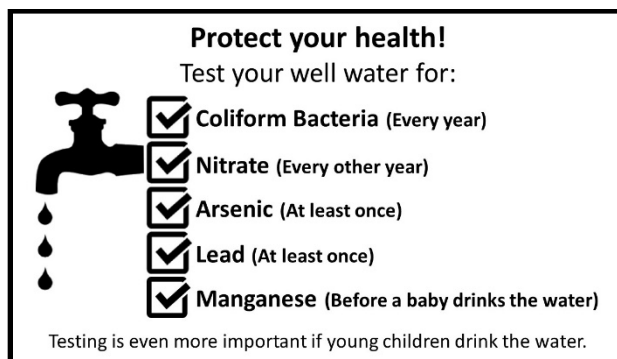 Protect your health!
Test your well water for:
Coliform Bacteria (Every year)
Nitrate (Every other year)
Arsenic (At least once)
Lead (At least once)
Manganese (Before a baby drinks the water)
Testing is even more important if young children drink the water.